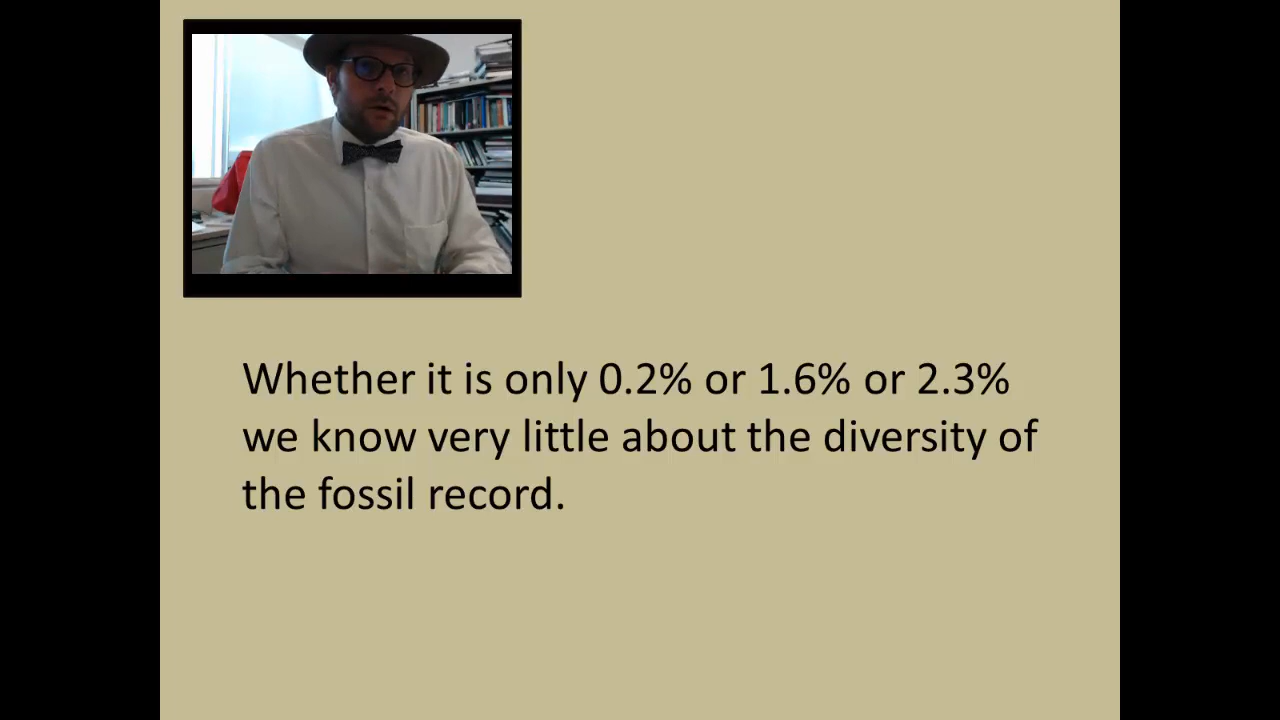 Whether it is only 0.2% or 1.6% or 2.3%
we know very little about the diversity of
the fossil record.